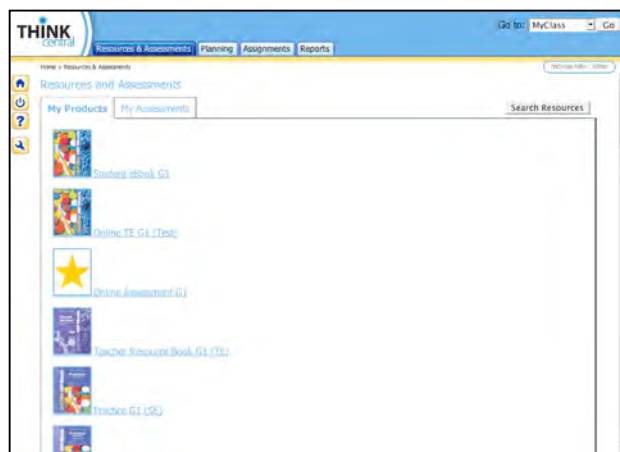 THINK
central
Go to: MyClass Go
Resources & Assessments Planning Assignments Reports
Home > Resources & Assessments
Resources and Assessments
My Products My Assessments Search Resources
Student eBook G1
Online TE G1 (Test)
Online Assessment G1
Teacher Resource Book G1 (TE)
Practice G1 (SE)